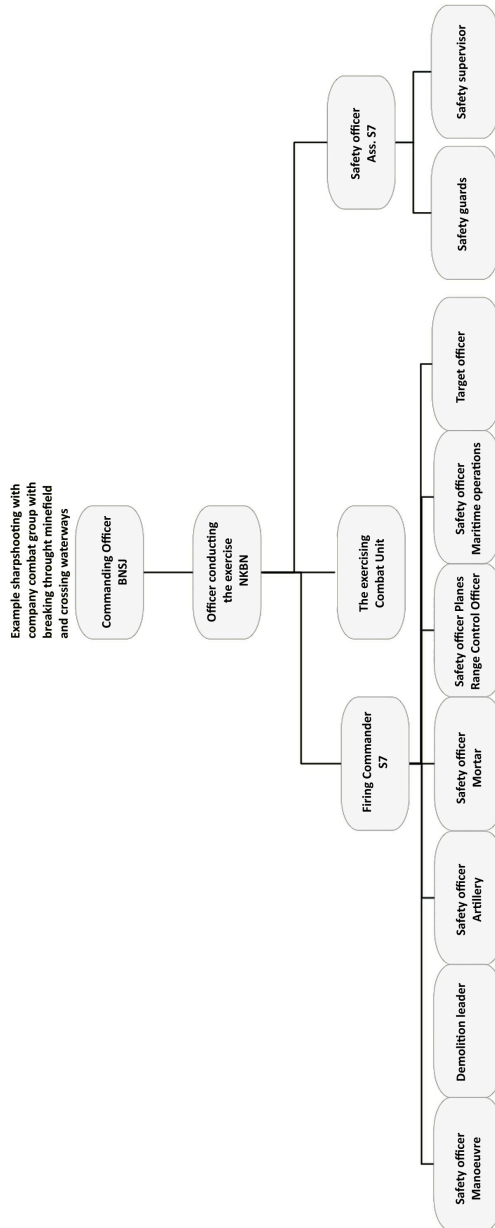 Example sharpshooting with
company combat group with
breaking throught minefield
and crossing waterways
Commanding Officer
BNSJ
Officer conducting
the exercise
NKBN
Firing Commander
S7
The exercising
Combat Unit
Safety officer
Ass. S7
Safety officer
Manoeuvre
Demolition leader
Safety officer
Artillery
Safety officer
Mortar
Safety officer Planes
Range Control Officer
Safety officer
Maritime operations
Target officer
Safety guards
Safety supervisor